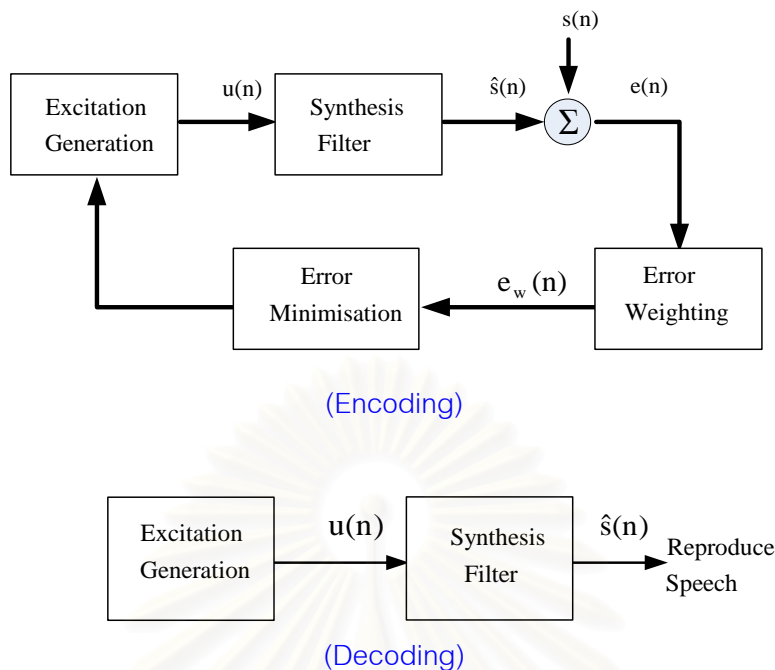 s(n)
Excitation
Generation
u(n)
Synthesis
Filter
ŝ(n)
Σ
e(n)
Error
Minimisation
e_w(n)
Error
Weighting
(Encoding)
Excitation
Generation
u(n)
Synthesis
Filter
ŝ(n)
Reproduce
Speech
(Decoding)